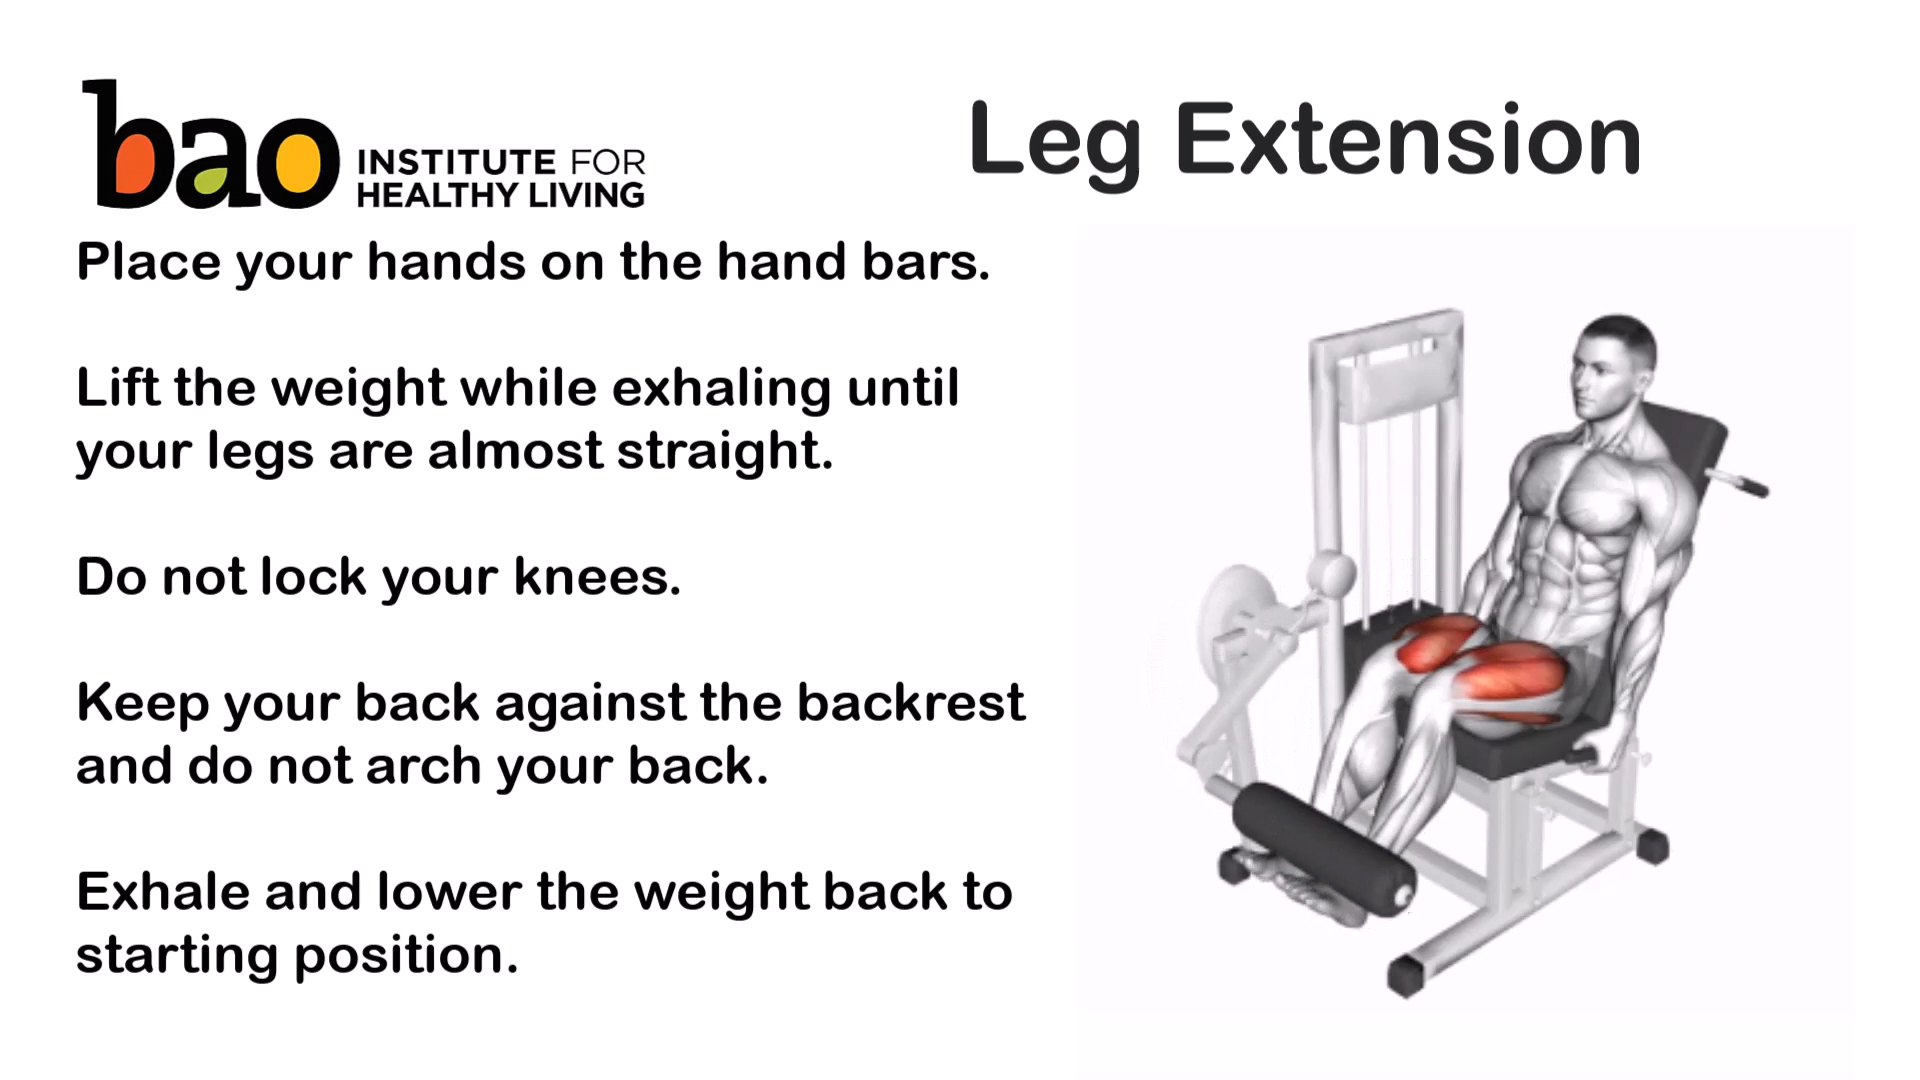 bao INSTITUTE FOR
HEALTHY LIVING
Leg Extension
Place your hands on the hand bars.
Lift the weight while exhaling until
your legs are almost straight.
Do not lock your knees.
Keep your back against the backrest
and do not arch your back.
Exhale and lower the weight back to
starting position.